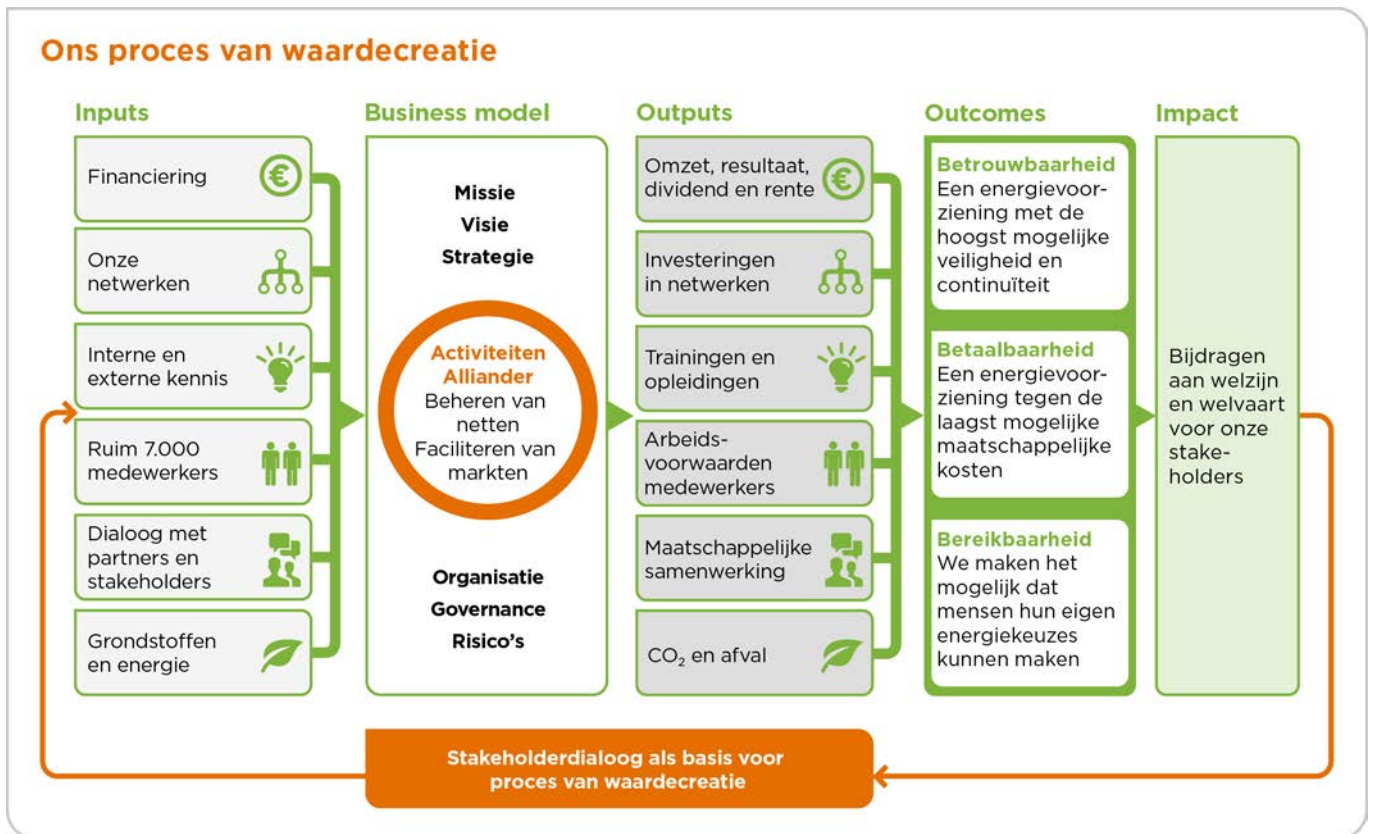 Ons proces van waardecreatie
Inputs
Financiering
Onze
netwerken
Interne en
externe kennis
Ruim 7.000
medewerkers
Dialoog met
partners en
stakeholders
Grondstoffen
en energie
Business model
Missie
Visie
Strategie
Activiteiten
Alliander
Beheren van
netten
Faciliteren van
markten
Organisatie
Governance
Risico's
Outputs
Omzet, resultaat,
dividend en rente
Investeringen
in netwerken
Trainingen en
opleidingen
Arbeids-
voorwaarden
medewerkers
Maatschappelijke
samenwerking
CO₂ en afval
Outcomes
Betrouwbaarheid
Een energievoor-
ziening met de
hoogst mogelijke
veiligheid en
continuïteit
Betaalbaarheid
Een energievoor-
ziening tegen de
laagst mogelijke
maatschappelijke
kosten
Bereikbaarheid
We maken het
mogelijk dat
mensen hun eigen
energiekeuzes
kunnen maken
Impact
Bijdragen
aan welzijn
en welvaart
voor onze
stake-
holders
Stakeholderdialoog als basis voor
proces van waardecreatie